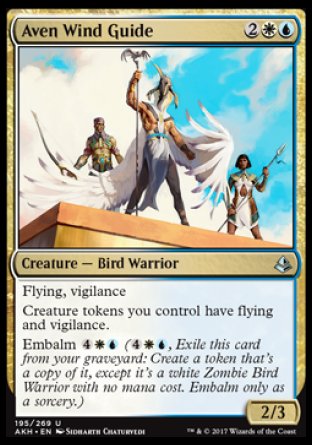 Aven Wind Guide 2
Creature — Bird Warrior
Flying, vigilance
Creature tokens you control have flying
and vigilance.
Embalm 4 (4, Exile this card
from your graveyard: Create a token that's
a copy of it, except it's a white Zombie Bird
Warrior with no mana cost. Embalm only as
a sorcery.)
195/269 U
AKH • EN Sidharth Chaturvedi
™ & © 2017 Wizards of the Coast
2/3